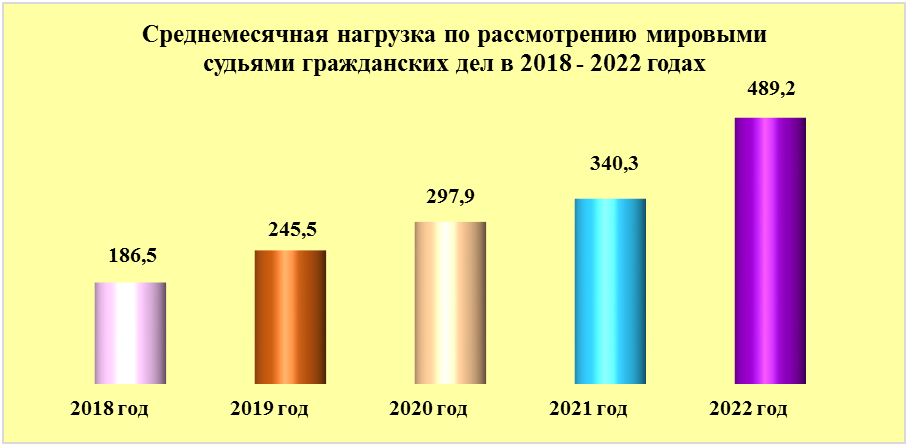 Среднемесячная нагрузка по рассмотрению мировыми
судьями гражданских дел в 2018 - 2022 годах
489,2
340,3
297,9
245,5
186,5
2018 год
2019 год
2020 год
2021 год
2022 год